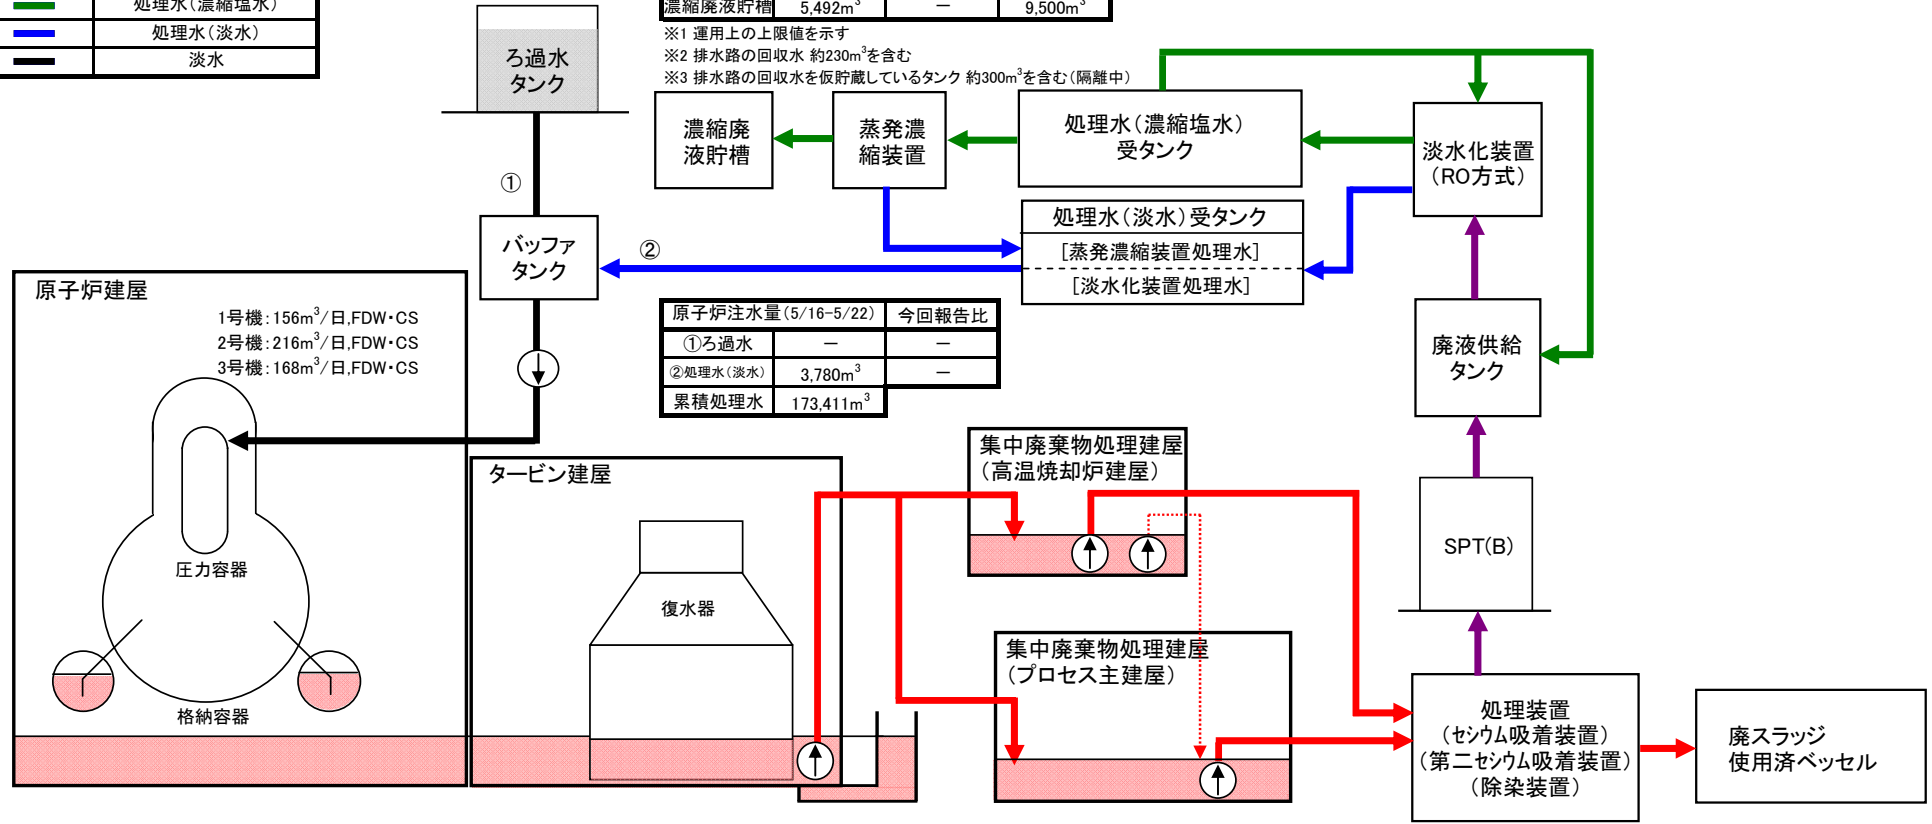 処理水(濃縮塩水)
処理水(淡水)
淡水
ろ過水
タンク
濃縮廃液貯槽 5,492m³ － 9,500m³
※1 運用上の上限値を示す
※2 排水路の回収水 約230m³を含む
※3 排水路の回収水を仮貯蔵しているタンク 約300m³を含む(隔離中)
濃縮廃
液貯槽
蒸発濃
縮装置
処理水(濃縮塩水)
受タンク
淡水化装置
(RO方式)
①
バッファ
タンク
②
処理水(淡水)受タンク
[蒸発濃縮装置処理水]
[淡水化装置処理水]
原子炉建屋
1号機:156m³/日,FDW・CS
2号機:216m³/日,FDW・CS
3号機:168m³/日,FDW・CS
原子炉注水量(5/16-5/22) 今回報告比
①ろ過水 － －
②処理水(淡水) 3,780m³ －
累積処理水 173,411m³
廃液供給
タンク
圧力容器
格納容器
タービン建屋
復水器
集中廃棄物処理建屋
(高温焼却炉建屋)
SPT(B)
集中廃棄物処理建屋
(プロセス主建屋)
処理装置
(セシウム吸着装置)
(第二セシウム吸着装置)
(除染装置)
廃スラッジ
使用済ベッセル